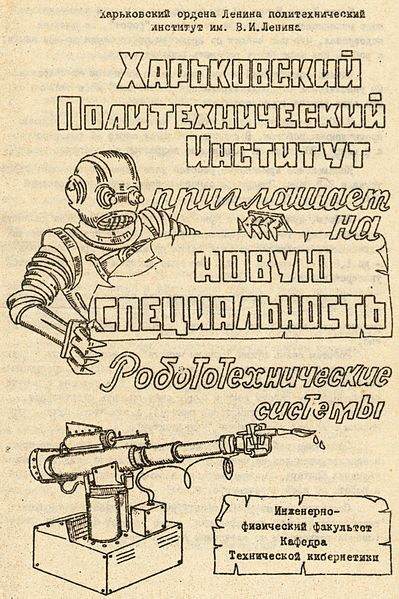 Харьковский ордена Ленина политехнический
институт им. В.И.Ленина
Харьковский
Политехнический
Институт
приглашает
на
новую
специальность
Робототехнические
системы
Инженерно-
физический факультет
Кафедра
Технической кибернетики